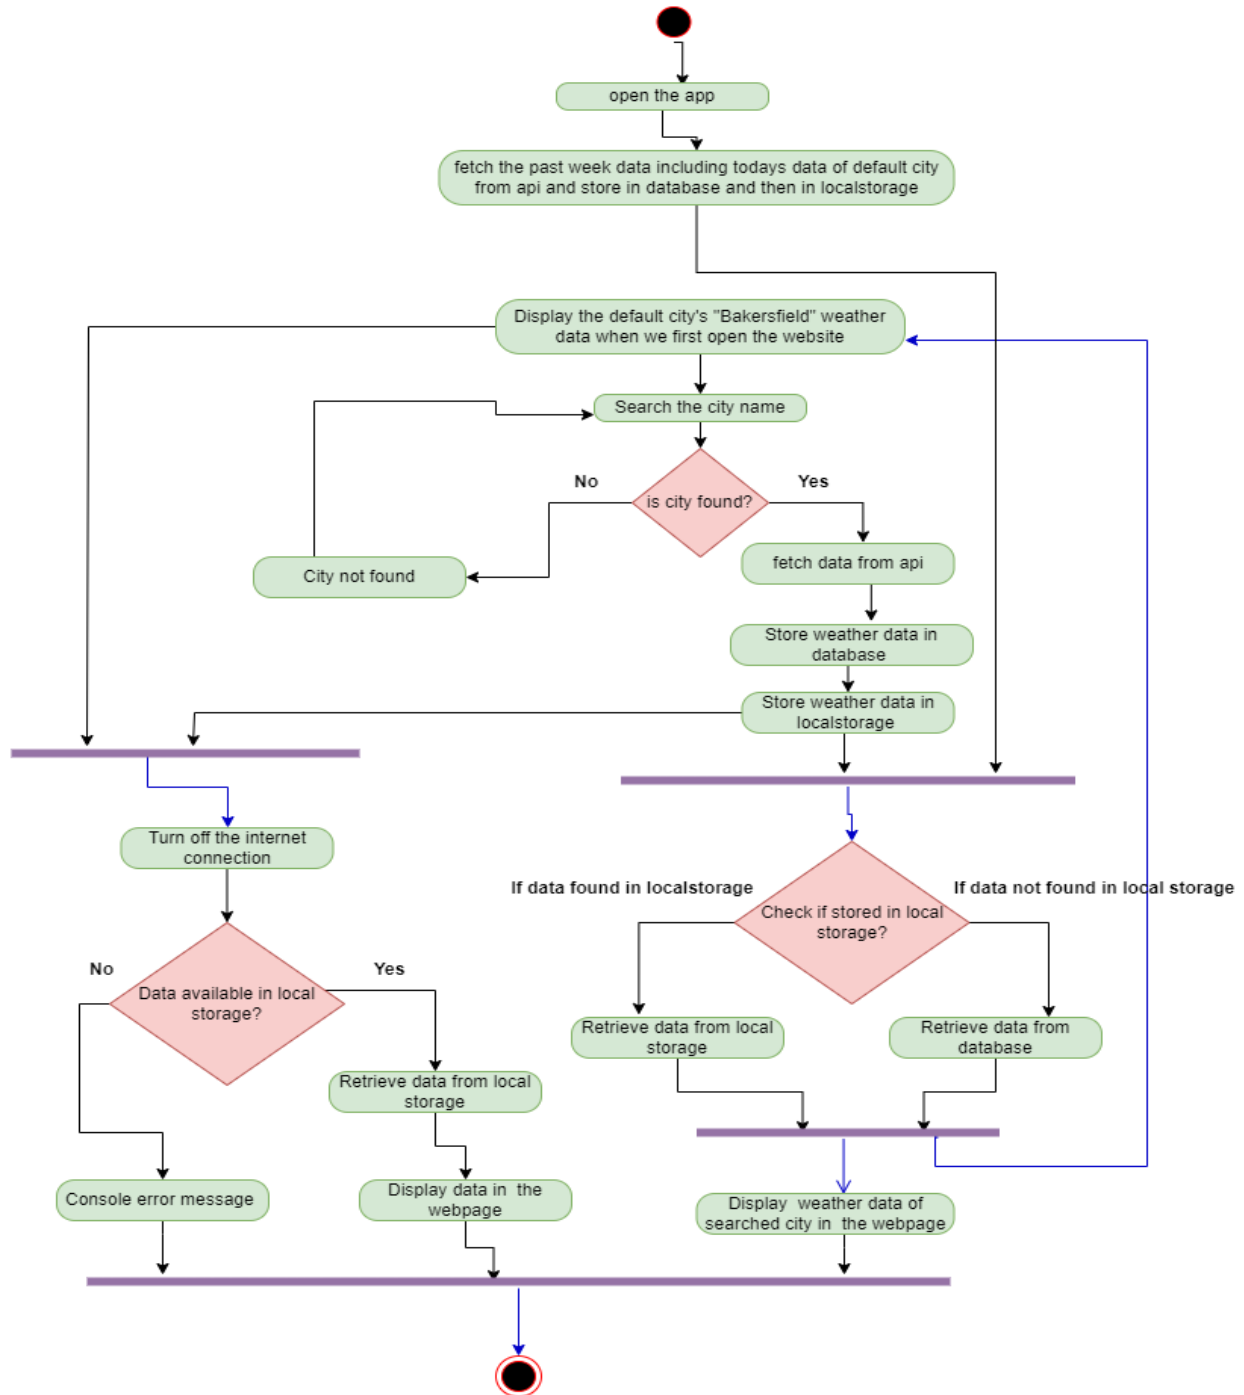 open the app
fetch the past week data including todays data of default city
from api and store in database and then in localstorage
Display the default city's "Bakersfield" weather
data when we first open the website
Search the city name
No
Yes
is city found?
City not found
fetch data from api
Store weather data in
database
Store weather data in
localstorage
Turn off the internet
connection
If data found in localstorage
If data not found in local storage
Check if stored in local
storage?
No
Yes
Data available in local
storage?
Retrieve data from local
storage
Retrieve data from
database
Retrieve data from local
storage
Console error message
Display data in  the
webpage
Display  weather data of
searched city in  the webpage